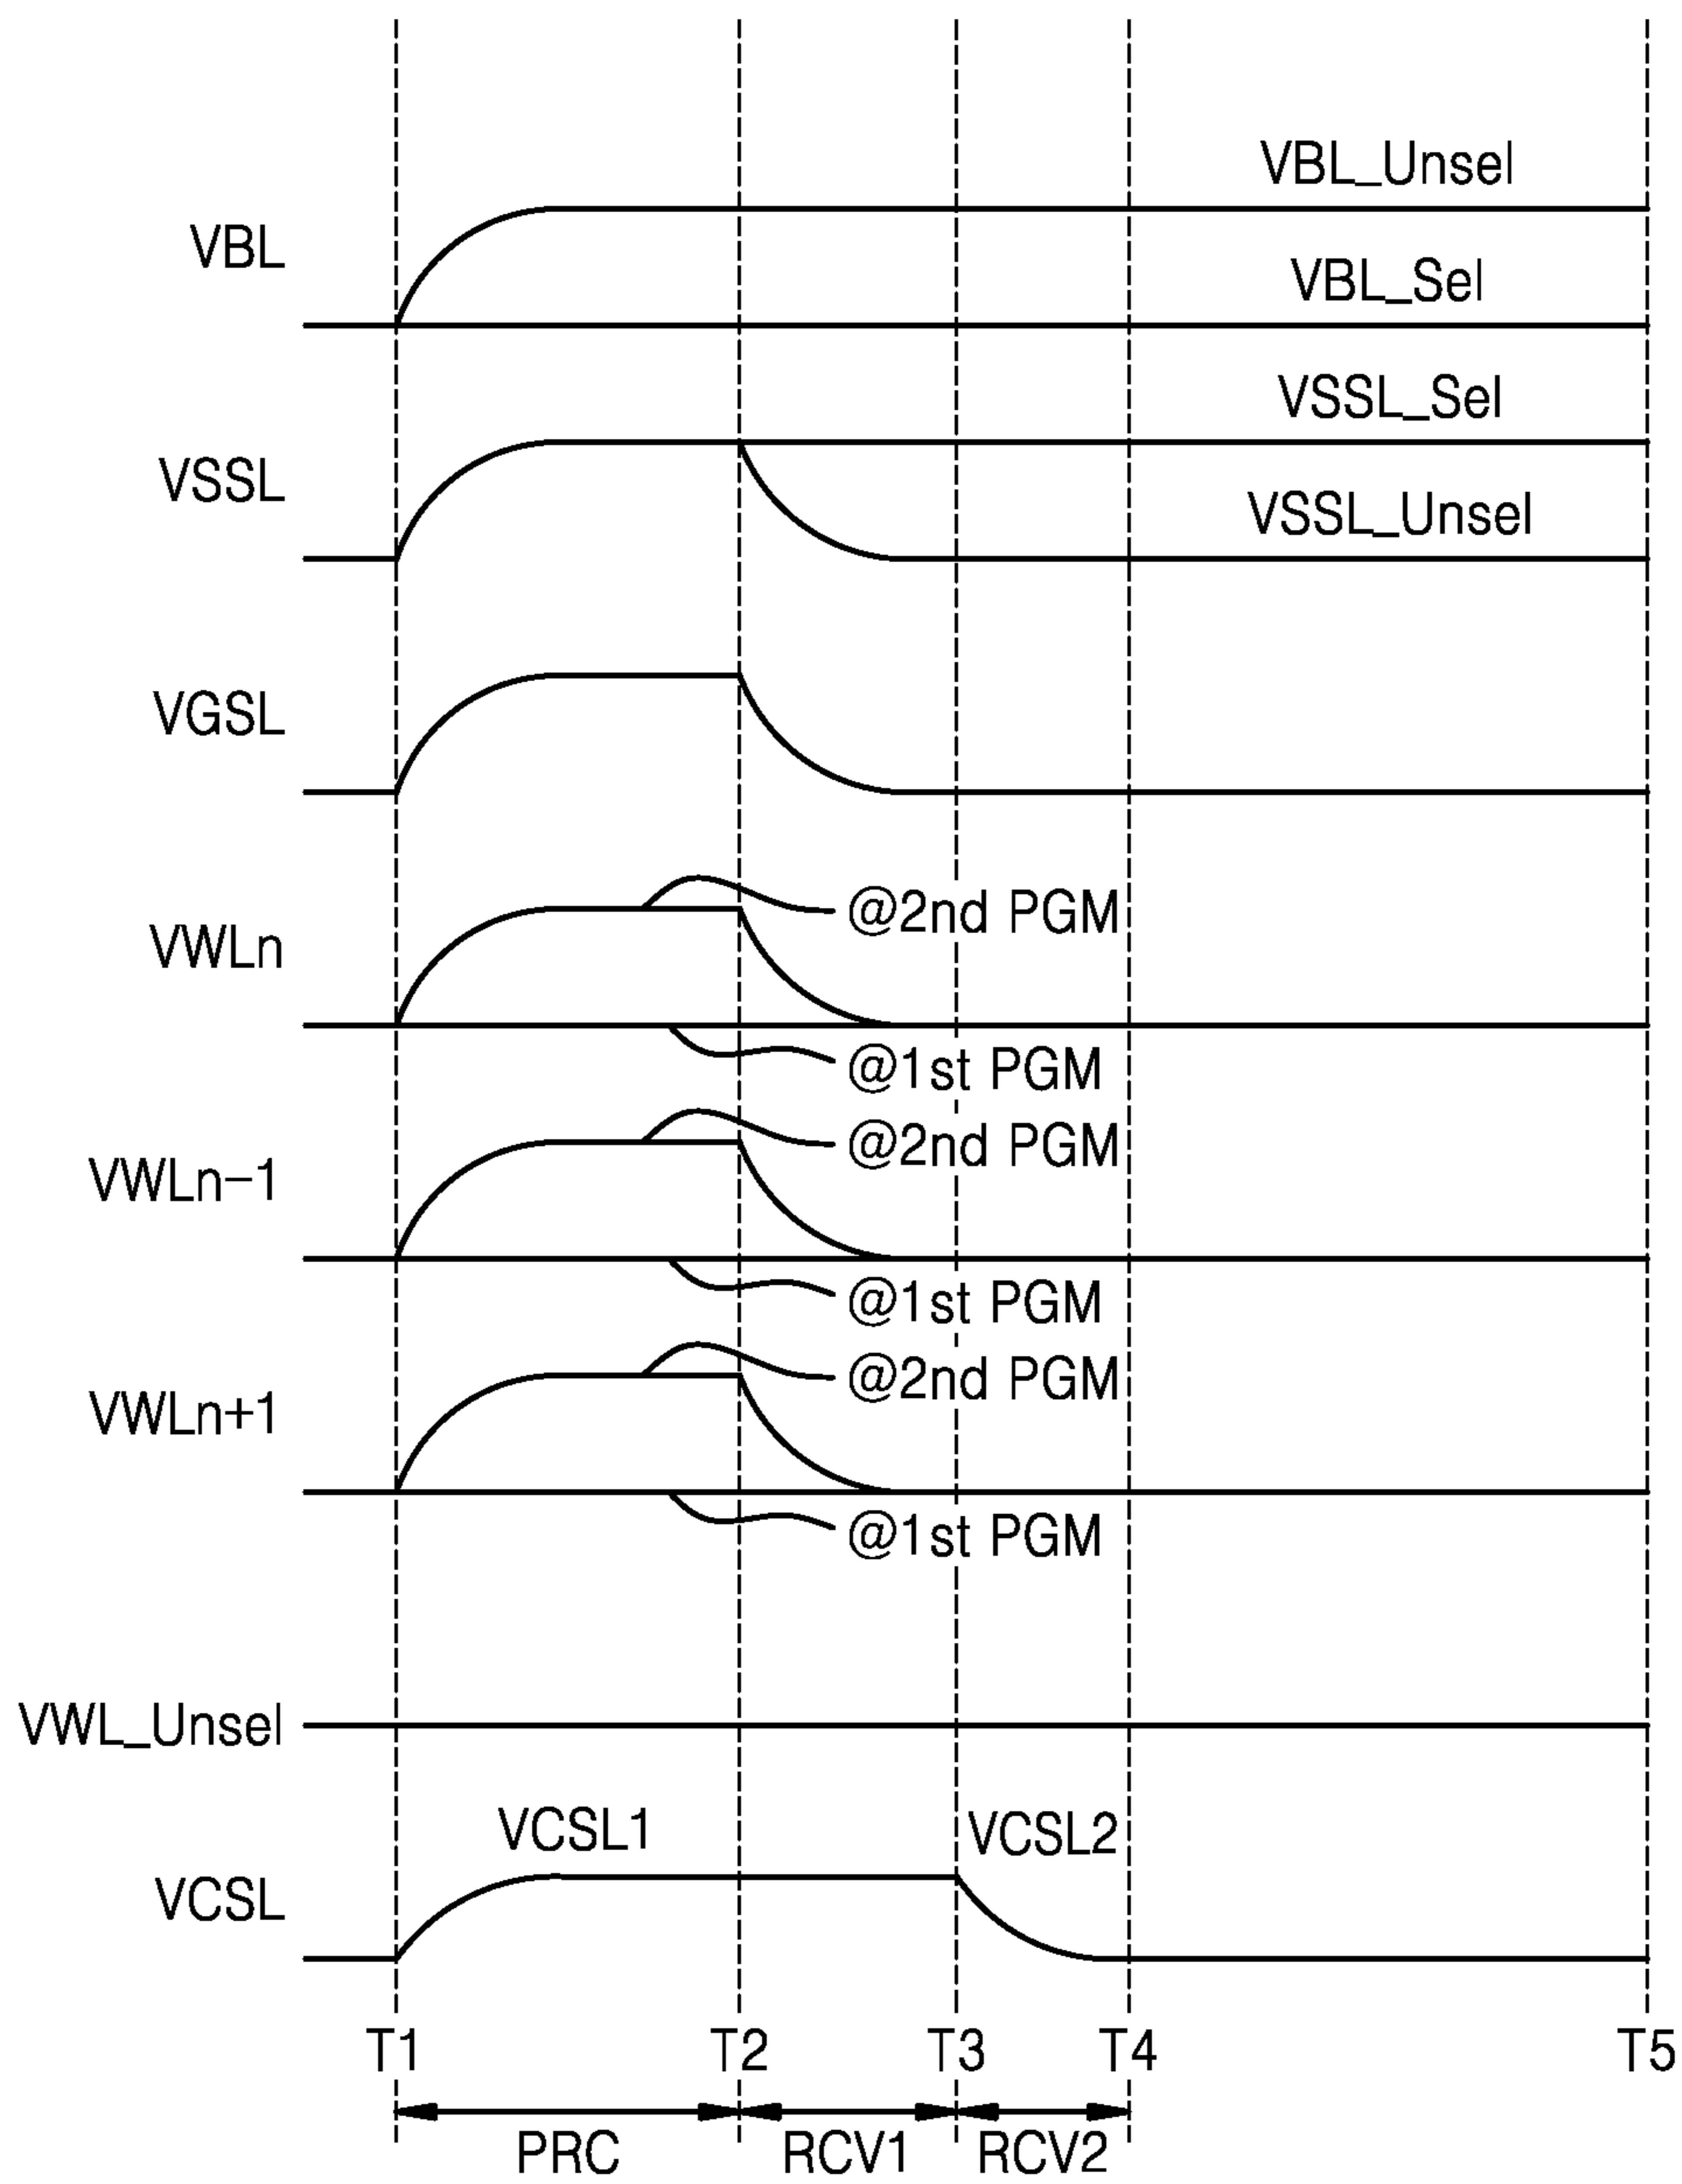 VBL_Unsel
VBL
VBL_Sel
VSSL_Sel
VSSL
VSSL_Unsel
VGSL
@2nd PGM
VWLn
@1st PGM
@2nd PGM
VWLn-1
@1st PGM
@2nd PGM
VWLn+1
@1st PGM
VWL_Unsel
VCSL1 VCSL2
VCSL
T1 T2 T3 T4 T5
PRC RCV1 RCV2